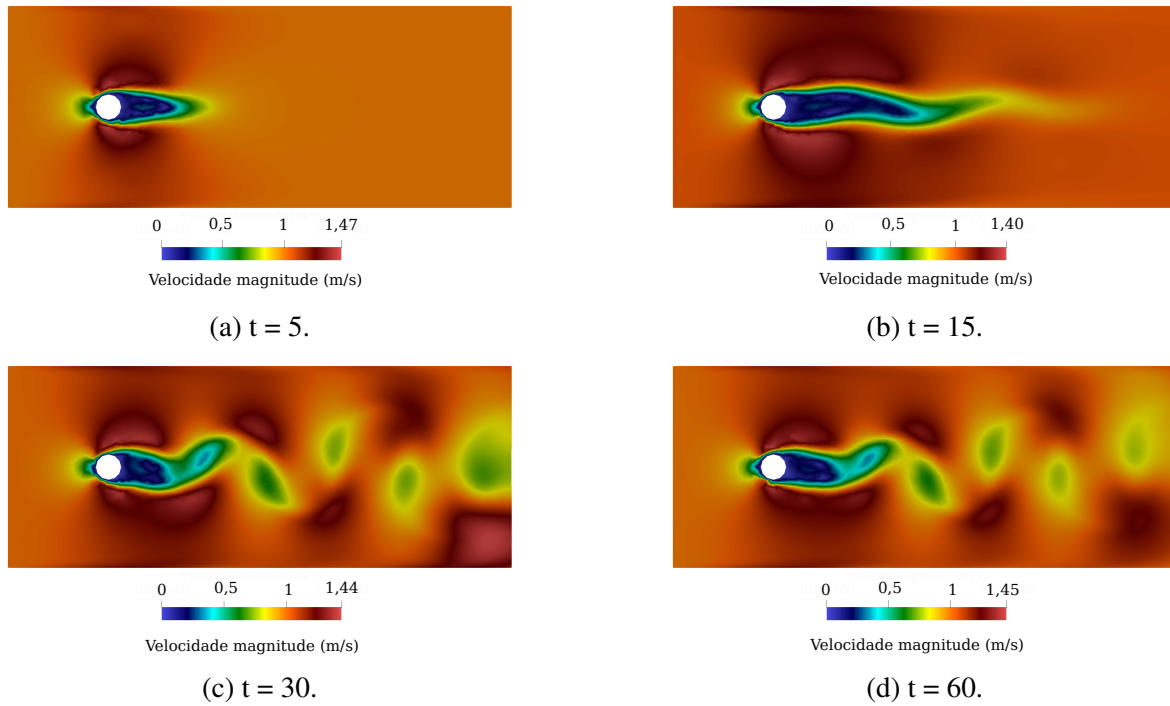 0 0,5 1 1,47
Velocidade magnitude (m/s)
(a) t = 5.
0 0,5 1 1,40
Velocidade magnitude (m/s)
(b) t = 15.
0 0,5 1 1,44
Velocidade magnitude (m/s)
(c) t = 30.
0 0,5 1 1,45
Velocidade magnitude (m/s)
(d) t = 60.